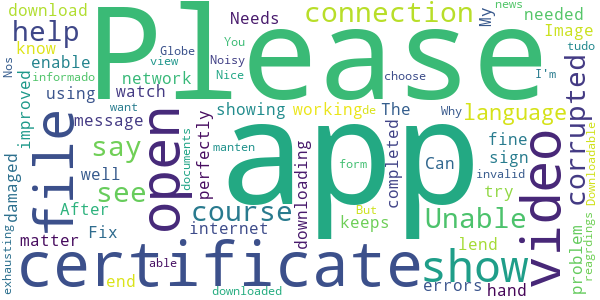 Please
app
certificate
file
open
video
show
connection
help
corrupted
course
Unable
language
see
say
download
know
enable
using
network
watch
Needs
Globe
view
You
Noisy
Nice
My
news
needed
Image
choose
I'm
tudo
Nos
informado
improved
message
perfectly
showing
working
de
The
Why
want
documents
manten
downloading
form
completed
Can
fine
sign
invalid
try
Downloadable
damaged
well
After
Fix
internet
But
keeps
matter
lend
problem
reagrdings
exhausting
end
able
downloaded
errors
hand